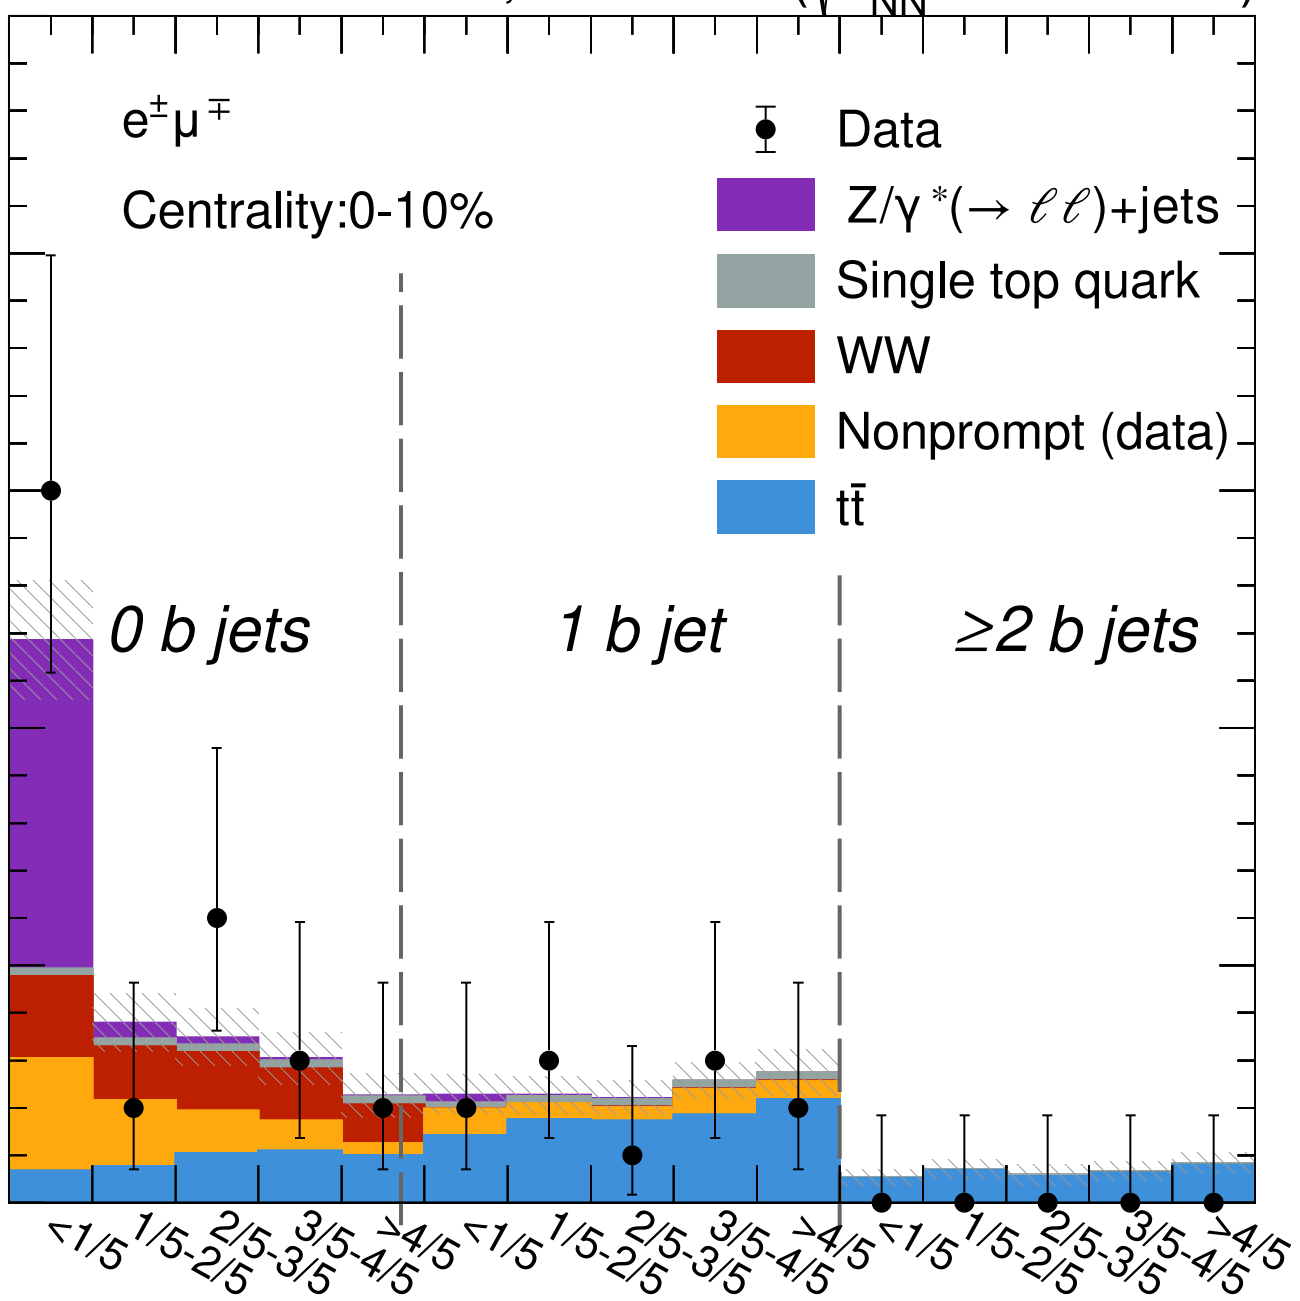 NN
e±μ∓
Data
Centrality:0-10%
Z/γ*(→ ℓℓ)+jets
Single top quark
WW
Nonprompt (data)
tt̄
0 b jets
1 b jet
≥2 b jets
<1/5
1/5-2/5
2/5-3/5
3/5-4/5
>4/5
<1/5
1/5-2/5
2/5-3/5
3/5-4/5
>4/5
<1/5
1/5-2/5
2/5-3/5
3/5-4/5
>4/5